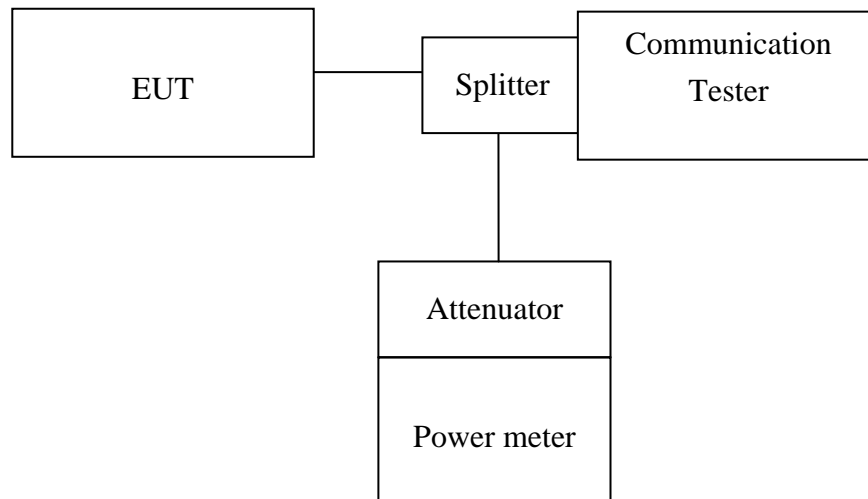 EUT
Splitter
Communication
Tester
Attenuator
Power meter